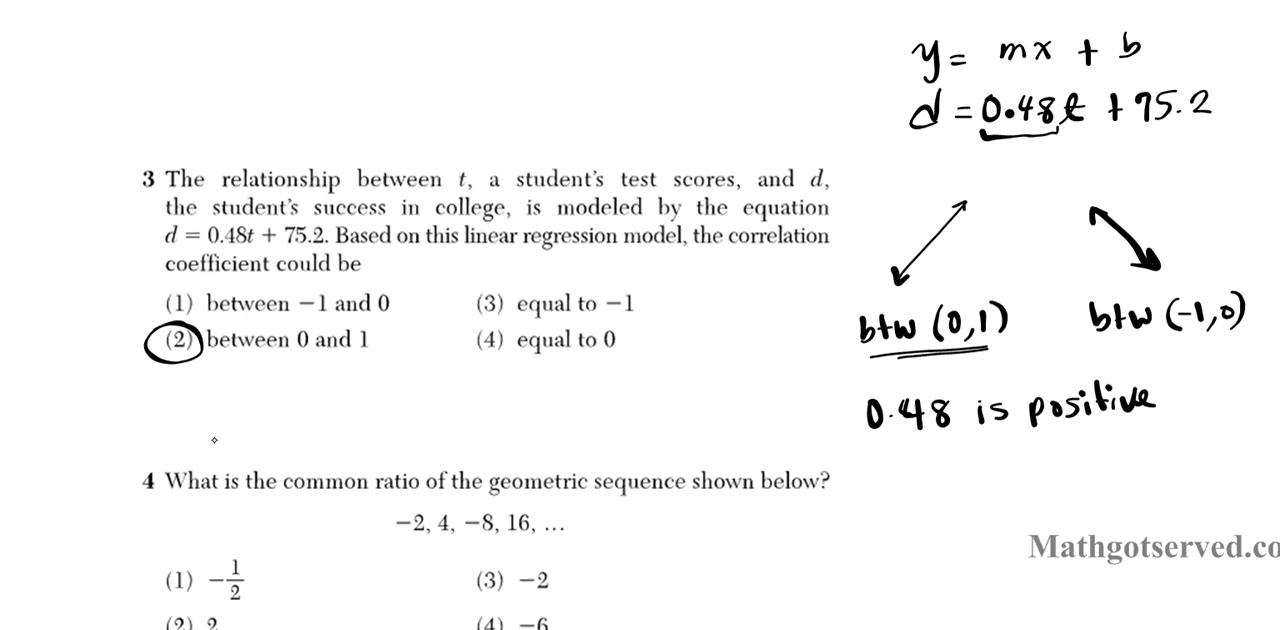 y = mx + b
d = 0.48t + 75.2
3 The relationship between t, a student's test scores, and d,
the student's success in college, is modeled by the equation
d = 0.48t + 75.2. Based on this linear regression model, the correlation
coefficient could be
(1) between −1 and 0
(3) equal to −1
(2) between 0 and 1
(4) equal to 0
btw (0,1)
btw (-1,0)
0.48 is positive
4 What is the common ratio of the geometric sequence shown below?
−2, 4, −8, 16, …
(1) −1/2
(3) −2
(2) 2
(4) −6
Mathgotserved.co